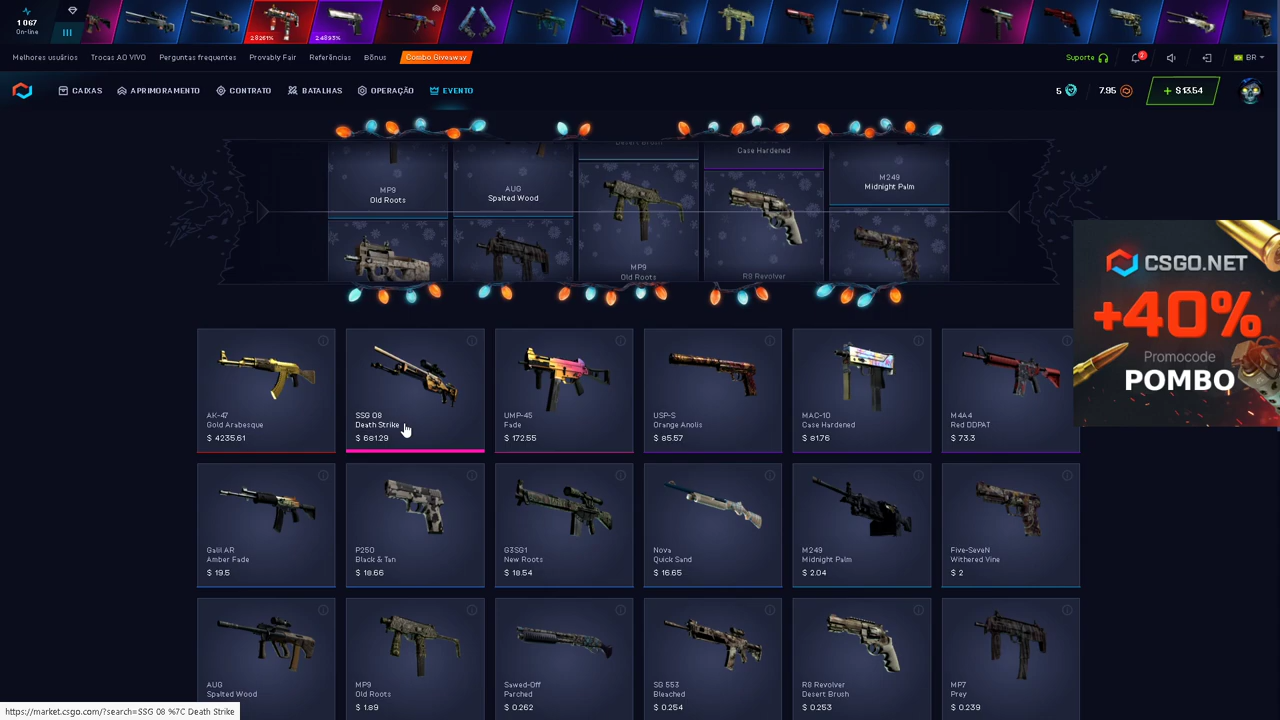 1 067
On-line
28261%
24893%
Melhores usuários
Trocas AO VIVO
Perguntas frequentes
Provably Fair
Referências
Bônus
Combo Giveaway
Suporte
2
BR
CAIXAS
APRIMORAMENTO
CONTRATO
BATALHAS
OPERAÇÃO
EVENTO
5
7.95
+ $ 13.54
MP9
Old Roots
AUG
Spalted Wood
Desert Brush
MP9
Old Roots
Case Hardened
R8 Revolver
M249
Midnight Palm
CSGO.NET
+40%
Promocode
POMBO
AK-47
Gold Arabesque
$ 4235.61
SSG 08
Death Strike
$ 681.29
UMP-45
Fade
$ 172.55
USP-S
Orange Anolis
$ 85.57
MAC-10
Case Hardened
$ 81.76
M4A4
Red DDPAT
$ 73.3
Galil AR
Amber Fade
$ 19.5
P250
Black & Tan
$ 18.66
G3SG1
New Roots
$ 18.54
Nova
Quick Sand
$ 16.65
M249
Midnight Palm
$ 2.04
Five-SeveN
Withered Vine
$ 2
AUG
Spalted Wood
MP9
Old Roots
$ 1.89
Sawed-Off
Parched
$ 0.262
SG 553
Bleached
$ 0.254
R8 Revolver
Desert Brush
$ 0.253
MP7
Prey
$ 0.239
https://market.csgo.com/?search=SSG 08 %7C Death Strike